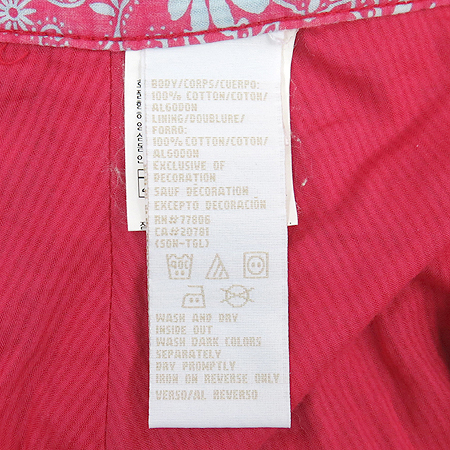 BODY/CORPS/CUERPO:
100% COTTON/COTON/
ALGODON
LINING/DOUBLURE/
FORRO:
100% COTTON/COTON/
ALGODON
EXCLUSIVE OF
DECORATION
SAUF DECORATION
EXCEPTO DECORACIÓN
RN#77806
CA#20781
(SDN-TGL)
WASH AND DRY
INSIDE OUT
WASH DARK COLORS
SEPARATELY
DRY PROMPTLY
IRON ON REVERSE ONLY
VERSO/AL REVERSO